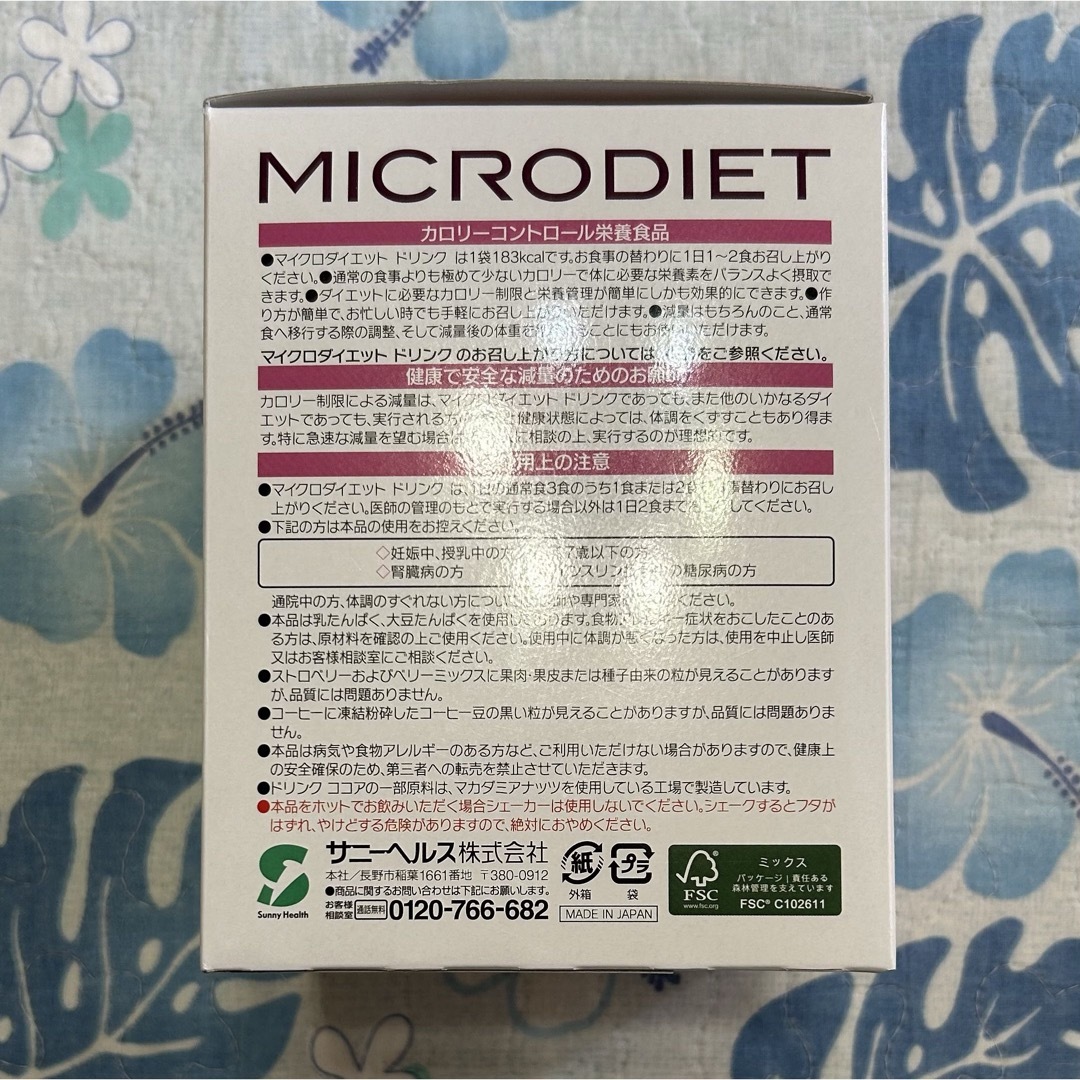 MICRODIET
カロリーコントロール栄養食品
●マイクロダイエット ドリンク は1袋183kcalです。お食事の替わりに1日1〜2食お召し上がり
ください。●通常の食事よりも極めて少ないカロリーで体に必要な栄養素をバランスよく摂取で
きます。●ダイエットに必要なカロリー制限と栄養管理が簡単にしかも効果的にできます。●作
り方が簡単で、お忙しい時でも手軽にお召し上がりいただけます。●減量はもちろんのこと、通常
食へ移行する際の調整、そして減量後の体重を ることにもお使いいただけます。
マイクロダイエット ドリンク のお召し上がり方については をご参照ください。
健康で安全な減量のためのお願い
カロリー制限による減量は、マイクロダイエット ドリンクであっても、また他のいかなるダイ
エットであっても、実行される方の 健康状態によっては、体調をくずすこともあり得ま
す。特に急速な減量を望む場合は に相談の上、実行するのが理想的です。
用上の注意
●マイクロダイエット ドリンク は、1日の通常食3食のうち1食または2食 替わりにお召し
上がりください。医師の管理のもとで実行する場合以外は1日2食まで してください。
●下記の方は本品の使用をお控えください。
◇妊娠中、授乳中の方 7歳以下の方
◇腎臓病の方 ンスリン の糖尿病の方
通院中の方、体調のすぐれない方につい や専門家 ください。
●本品は乳たんぱく、大豆たんぱくを使用しております。食物アレルギー症状をおこしたことのあ
る方は、原材料を確認の上ご使用ください。使用中に体調が悪くなった方は、使用を中止し医師
又はお客様相談室にご相談ください。
●ストロベリーおよびベリーミックスに果肉・果皮または種子由来の粒が見えることがあります
が、品質には問題ありません。
●コーヒーに凍結粉砕したコーヒー豆の黒い粒が見えることがありますが、品質には問題ありま
せん。
●本品は病気や食物アレルギーのある方など、ご利用いただけない場合がありますので、健康上
の安全確保のため、第三者への転売を禁止させていただきます。
●ドリンク ココアの一部原料は、マカダミアナッツを使用している工場で製造しています。
●本品をホットでお飲みいただく場合シェーカーは使用しないでください。シェークするとフタが
はずれ、やけどする危険がありますので、絶対におやめください。
Sunny Health
サニーヘルス株式会社
本社/長野市稲葉1661番地 〒380-0912
●商品に関するお問い合わせは下記にお願いします。
お客様相談室 通話無料 0120-766-682
紙 外箱
プラ 袋
MADE IN JAPAN
FSC
www.fsc.org
ミックス
パッケージ|責任ある
森林管理を支えています
FSC® C102611